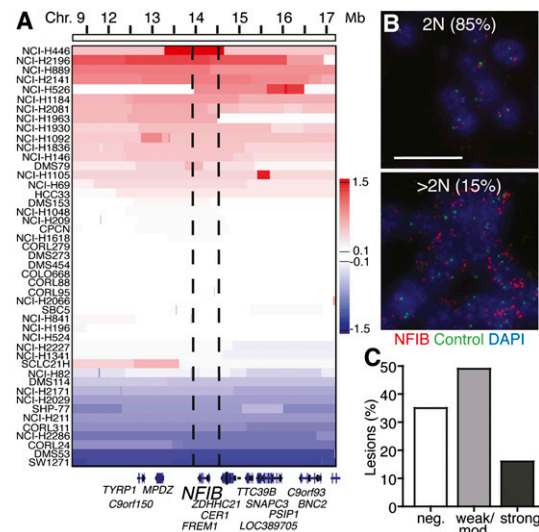 Chr. 9 13 14 15 16 17 Mb
A
NCI-H446
NCI-H2196
NCI-H889
NCI-H2141
NCI-H526
NCI-H1184
NCI-H2081
NCI-H1963
NCI-H1930
NCI-H1092
NCI-H1836
NCI-H146
DMS79
NCI-H1105
NCI-H69
HCC33
DMS153
NCI-H1048
NCI-H209
CPCN
NCI-H1618
CORL279
DMS273
DMS454
COLO668
CORL88
CORL95
NCI-H2066
SBC5
NCI-H841
NCI-H196
NCI-H524
NCI-H2227
NCI-H1341
SCLC21H
NCI-H82
DMS114
NCI-H2171
NCI-H2029
SHP-77
NCI-H211
CORL311
NCI-H2286
CORL24
DMS53
SW1271
1.5
0.1
-0.1
-1.5
TYRP1 MPDZ NFIB TTC39B C9orf93
C9orf150 ZDHHC21 SNAPC3 BNC2
CER1 PSIP1
FREM1 LOC389705
B
2N (85%)
>2N (15%)
NFIB Control DAPI
C
Lesions (%)
50
40
30
20
10
0
neg. weak/ strong
mod.